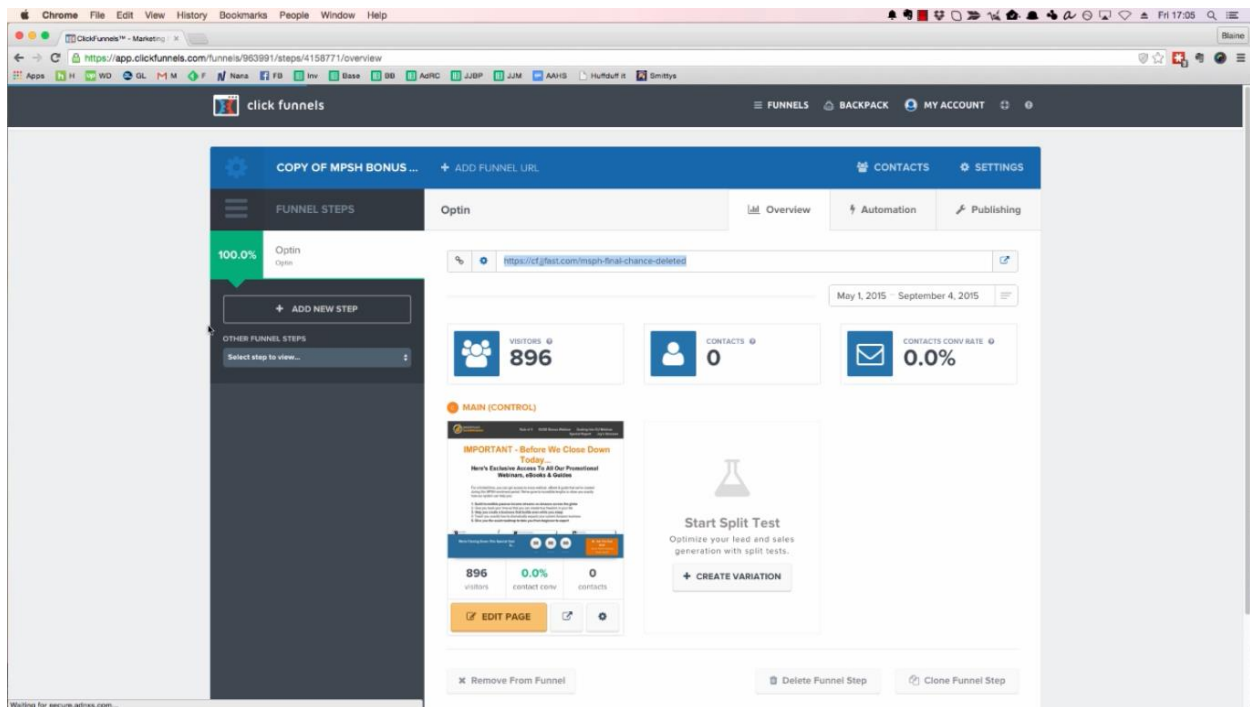 Chrome File Edit View History Bookmarks People Window Help
Fri 17:05
ClickFunnels™ - Marketing
Blaine
https://app.clickfunnels.com/funnels/963991/steps/4158771/overview
Apps H WD GL M F Nana FB Inv Base BB AdRC JJBP JJM AAHS Huffduff it Smittys
click funnels
FUNNELS BACKPACK MY ACCOUNT
COPY OF MPSH BONUS ... + ADD FUNNEL URL CONTACTS SETTINGS
FUNNEL STEPS Optin Overview Automation Publishing
100.0% Optin
Optin
https://cf.jjfast.com/msph-final-chance-deleted
+ ADD NEW STEP
May 1, 2015 - September 4, 2015
OTHER FUNNEL STEPS
Select step to view...
VISITORS
896
CONTACTS
0
CONTACTS CONV RATE
0.0%
MAIN (CONTROL)
IMPORTANT - Before We Close Down
Today...
Here's Exclusive Access To All Our Promotional
Webinars, eBooks & Guides
Start Split Test
Optimize your lead and sales
generation with split tests.
+ CREATE VARIATION
896 0.0% 0
visitors contact conv contacts
EDIT PAGE
Remove From Funnel Delete Funnel Step Clone Funnel Step